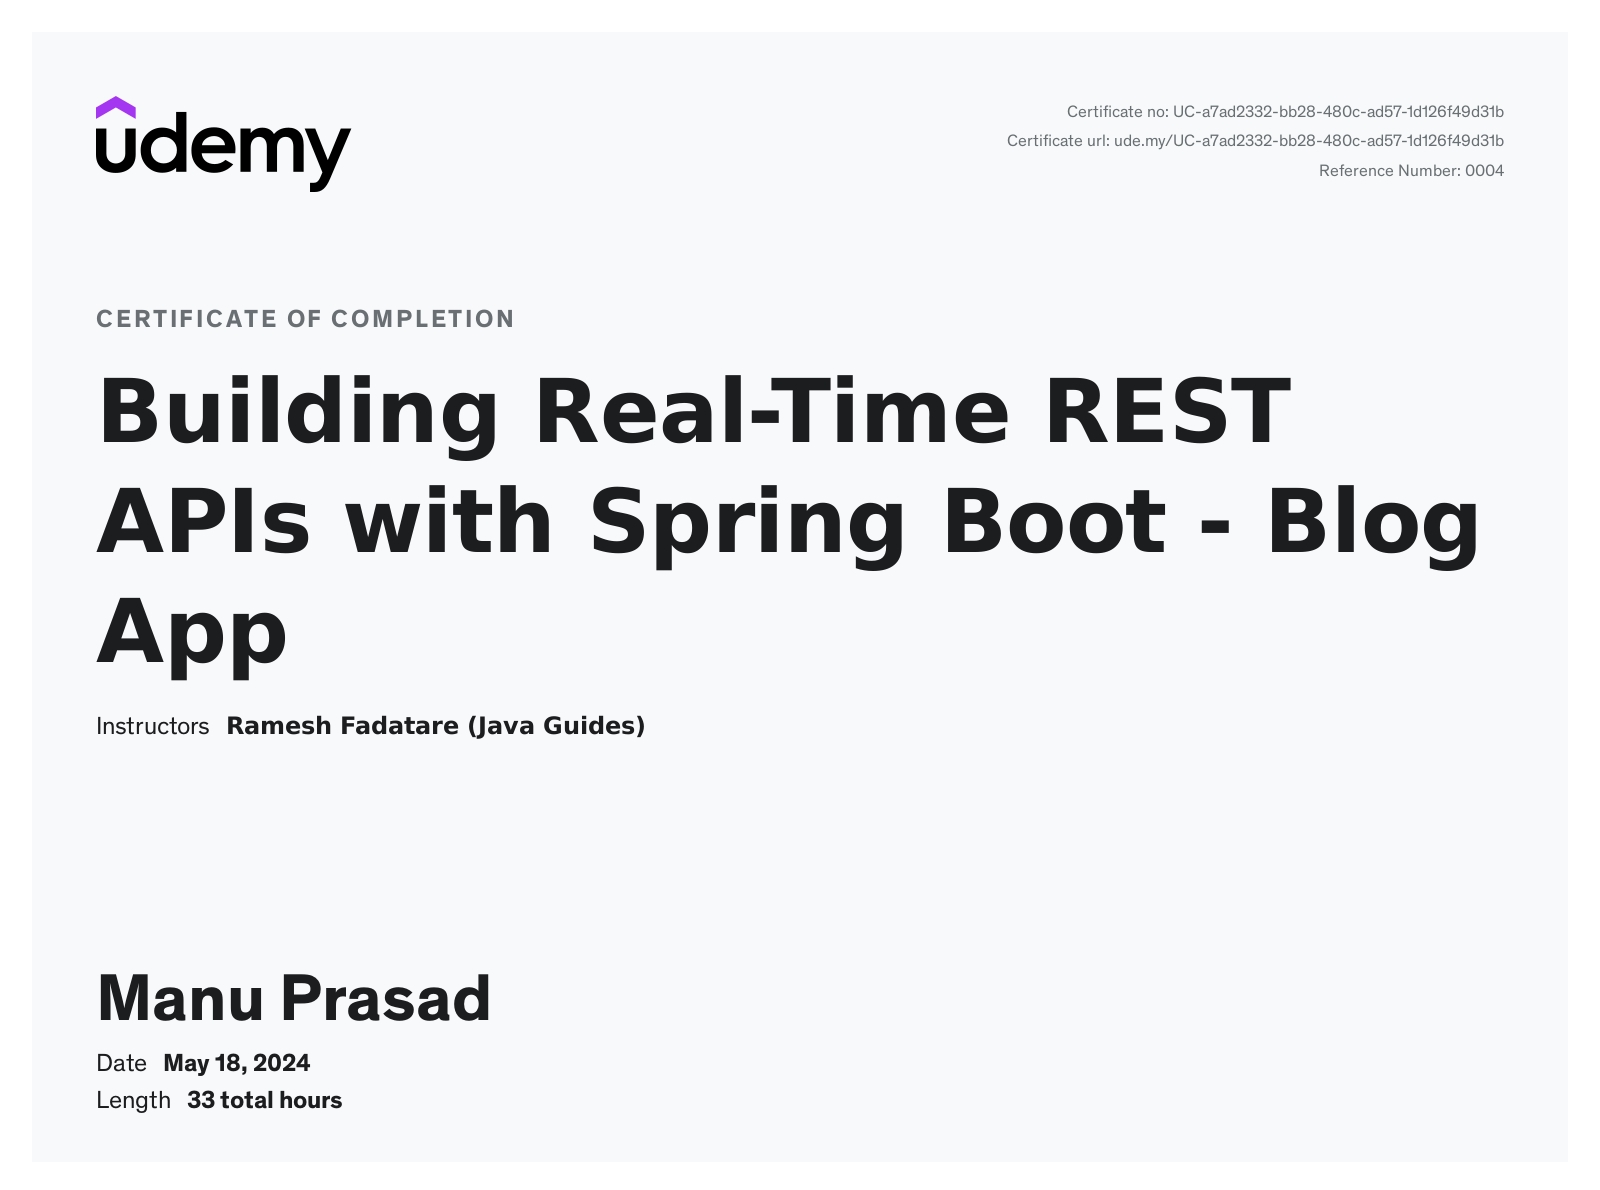 udemy
Certificate no: UC-a7ad2332-bb28-480c-ad57-1d126f49d31b
Certificate url: ude.my/UC-a7ad2332-bb28-480c-ad57-1d126f49d31b
Reference Number: 0004
CERTIFICATE OF COMPLETION
Building Real-Time REST
APIs with Spring Boot - Blog
App
Instructors Ramesh Fadatare (Java Guides)
Manu Prasad
Date May 18, 2024
Length 33 total hours